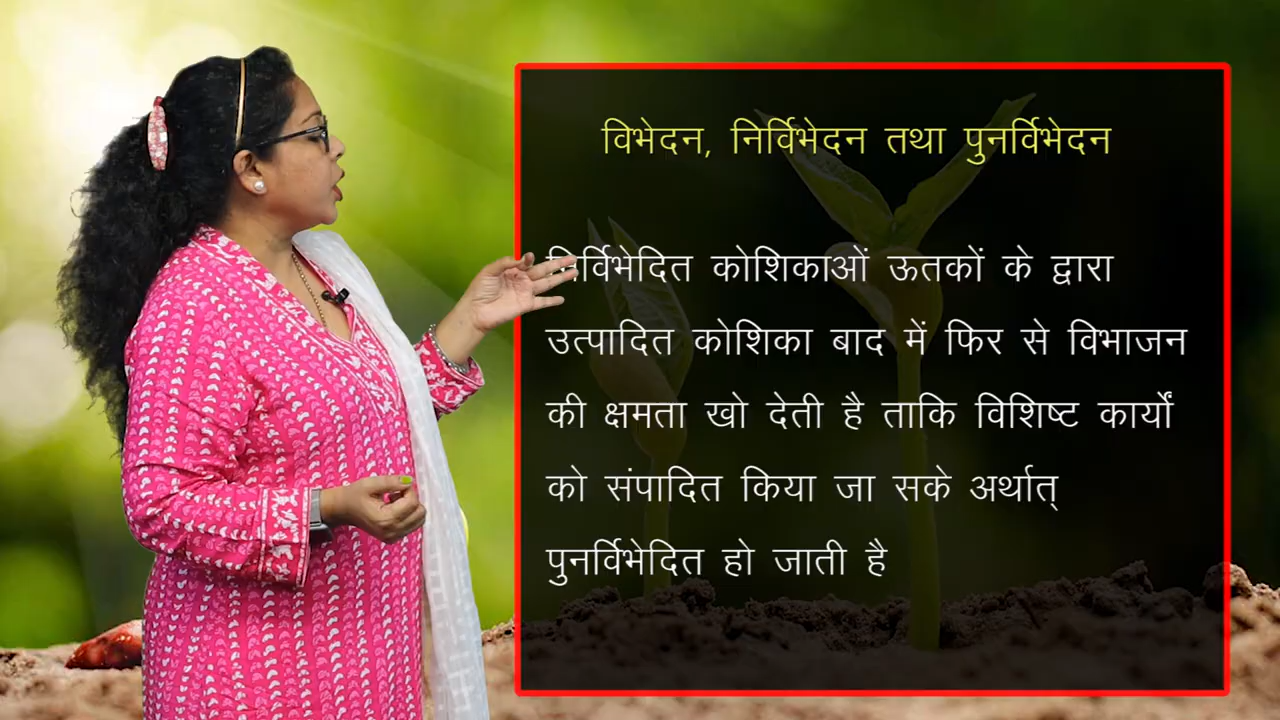 विभेदन, निर्विभेदन तथा पुनर्विभेदन
निर्विभेदित कोशिकाओं ऊतकों के द्वारा
उत्पादित कोशिका बाद में फिर से विभाजन
की क्षमता खो देती है ताकि विशिष्ट कार्यों
को संपादित किया जा सके अर्थात्
पुनर्विभेदित हो जाती है